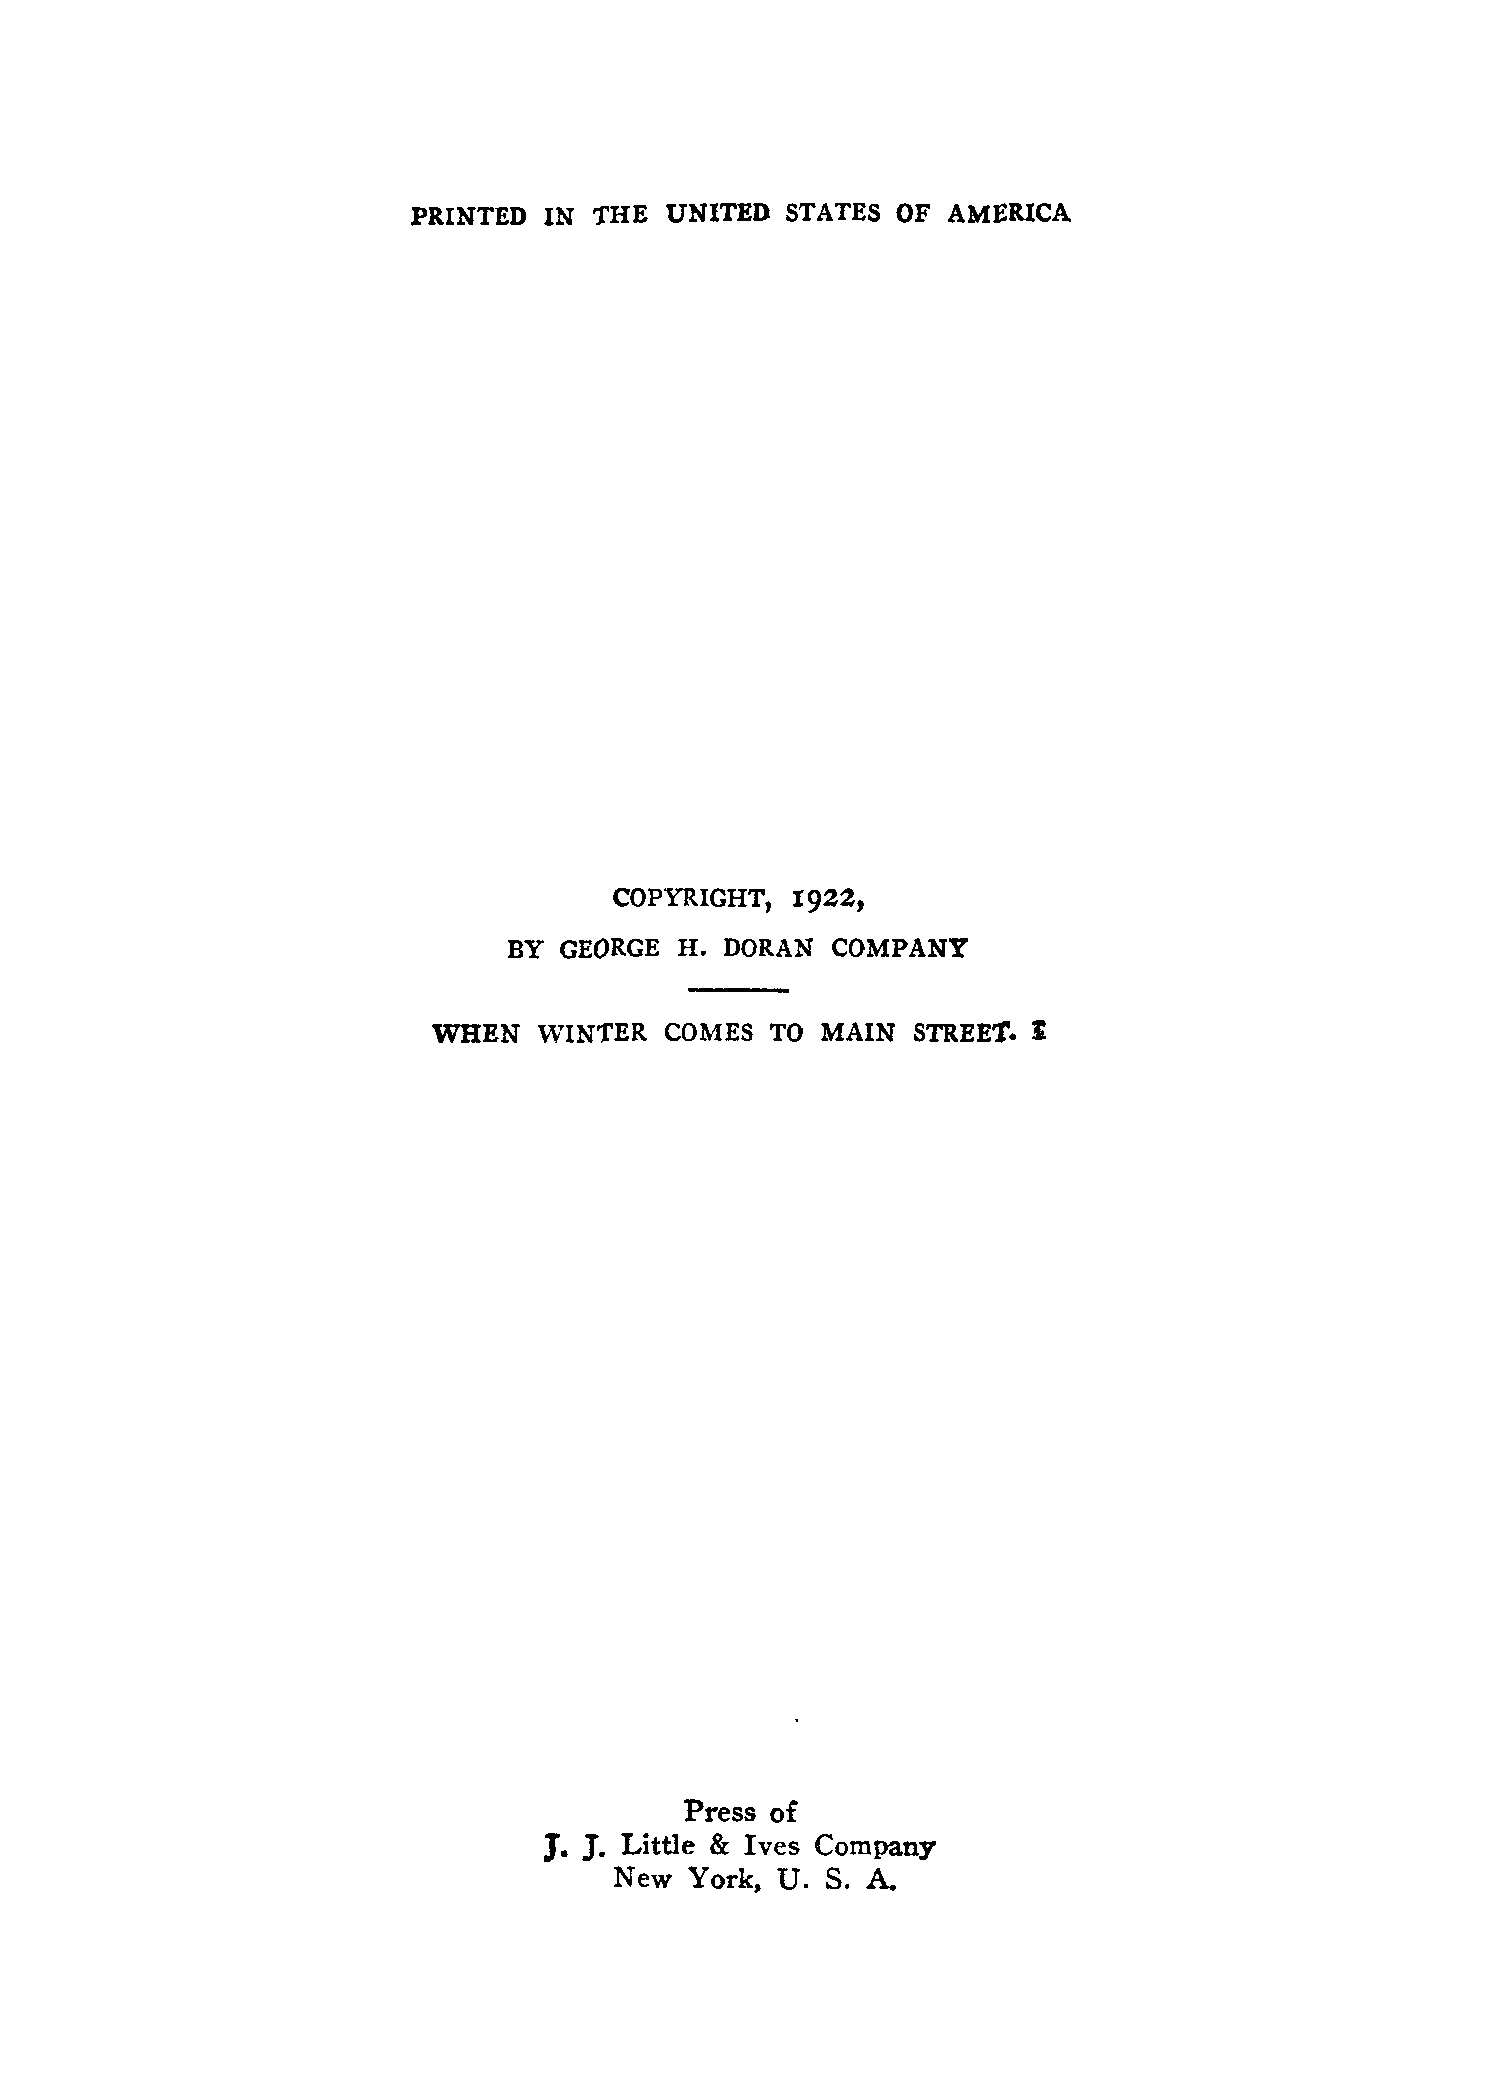 PRINTED IN THE UNITED STATES OF AMERICA
COPYRIGHT, 1922,
BY GEORGE H. DORAN COMPANY
WHEN WINTER COMES TO MAIN STREET. I
Press of
J. J. Little & Ives Company
New York, U. S. A.